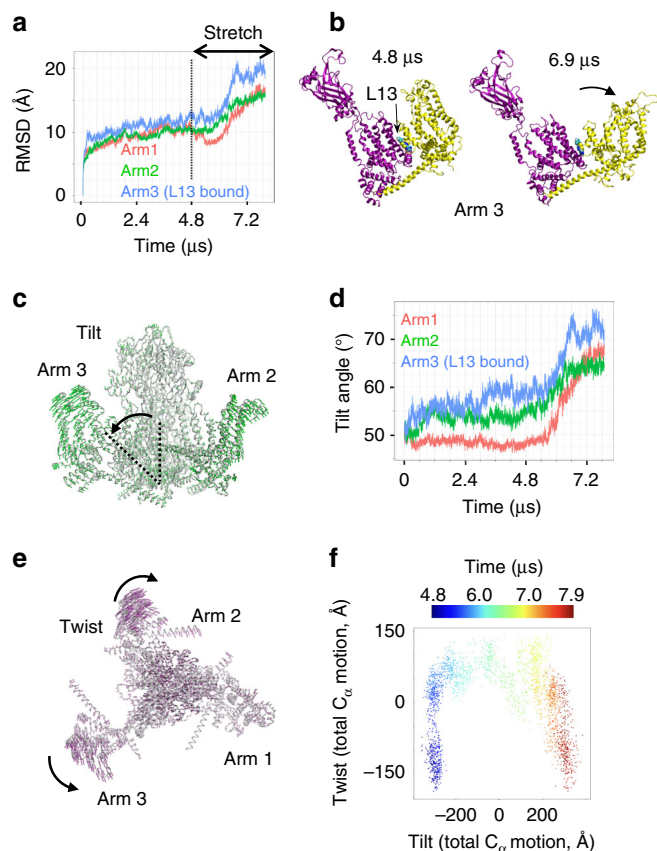 a
Stretch
20
10
0
RMSD (Å)
Arm1
Arm2
Arm3 (L13 bound)
0 2.4 4.8 7.2
Time (µs)
b
4.8 µs
6.9 µs
L13
Arm 3
c
Tilt
Arm 3
Arm 2
d
Arm1
Arm2
Arm3 (L13 bound)
70
60
50
Tilt angle (°)
0 2.4 4.8 7.2
Time (µs)
e
Twist
Arm 2
Arm 1
Arm 3
f
Time (µs)
4.8 6.0 7.0 7.9
150
0
−150
Twist (total Cα motion, Å)
−200 0 200
Tilt (total Cα motion, Å)